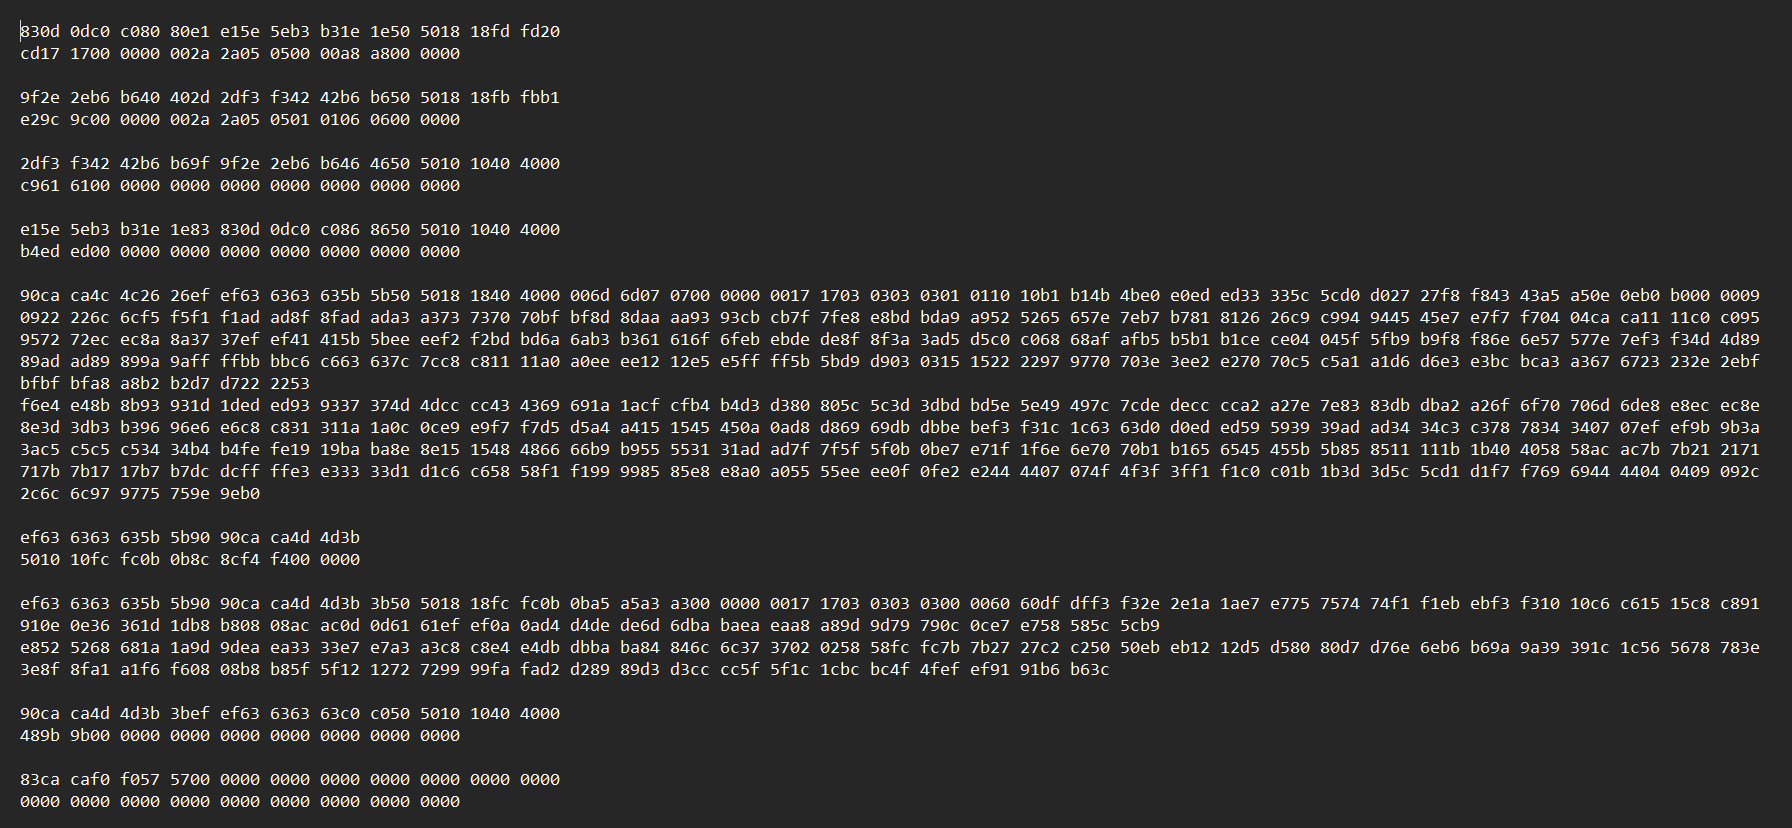 830d 0dc0 c080 80e1 e15e 5eb3 b31e 1e50 5018 18fd fd20
cd17 1700 0000 002a 2a05 0500 00a8 a800 0000
9f2e 2eb6 b640 402d 2df3 f342 42b6 b650 5018 18fb fbb1
e29c 9c00 0000 002a 2a05 0501 0106 0600 0000
2df3 f342 42b6 b69f 9f2e 2eb6 b646 4650 5010 1040 4000
c961 6100 0000 0000 0000 0000 0000 0000
e15e 5eb3 b31e 1e83 830d 0dc0 c086 8650 5010 1040 4000
b4ed ed00 0000 0000 0000 0000 0000 0000
90ca ca4c 4c26 26ef ef63 6363 635b 5b50 5018 1840 4000 006d 6d07 0700 0000 0017 1703 0303 0301 0110 10b1 b14b 4be0 e0ed ed33 335c 5cd0 d027 27f8 f843 43a5 a50e 0eb0 b000 0009
0922 226c 6cf5 f5f1 f1ad ad8f 8fad ada3 a373 7370 70bf bf8d 8daa aa93 93cb cb7f 7fe8 e8bd bda9 a952 5265 657e 7eb7 b781 8126 26c9 c994 9445 45e7 e7f7 f704 04ca ca11 11c0 c095
9572 72ec ec8a 8a37 37ef ef41 415b 5bee eef2 f2bd bd6a 6ab3 b361 616f 6feb ebde de8f 8f3a 3ad5 d5c0 c068 68af afb5 b5b1 b1ce ce04 045f 5fb9 b9f8 f86e 6e57 577e 7ef3 f34d 4d89
89ad ad89 899a 9aff ffbb bbc6 c663 637c 7cc8 c811 11a0 a0ee ee12 12e5 e5ff ff5b 5bd9 d903 0315 1522 2297 9770 703e 3ee2 e270 70c5 c5a1 a1d6 d6e3 e3bc bca3 a367 6723 232e 2ebf
bfbf bfa8 a8b2 b2d7 d722 2253
f6e4 e48b 8b93 931d 1ded ed93 9337 374d 4dcc cc43 4369 691a 1acf cfb4 b4d3 d380 805c 5c3d 3dbd bd5e 5e49 497c 7cde decc cca2 a27e 7e83 83db dba2 a26f 6f70 706d 6de8 e8ec ec8e
8e3d 3db3 b396 96e6 e6c8 c831 311a 1a0c 0ce9 e9f7 f7d5 d5a4 a415 1545 450a 0ad8 d869 69db dbbe bef3 f31c 1c63 63d0 d0ed ed59 5939 39ad ad34 34c3 c378 7834 3407 07ef ef9b 9b3a
3ac5 c5c5 c534 34b4 b4fe fe19 19ba ba8e 8e15 1548 4866 66b9 b955 5531 31ad ad7f 7f5f 5f0b 0be7 e71f 1f6e 6e70 70b1 b165 6545 455b 5b85 8511 111b 1b40 4058 58ac ac7b 7b21 2171
717b 7b17 17b7 b7dc dcff ffe3 e333 33d1 d1c6 c658 58f1 f199 9985 85e8 e8a0 a055 55ee ee0f 0fe2 e244 4407 074f 4f3f 3ff1 f1c0 c01b 1b3d 3d5c 5cd1 d1f7 f769 6944 4404 0409 092c
2c6c 6c97 9775 759e 9eb0
ef63 6363 635b 5b90 90ca ca4d 4d3b
5010 10fc fc0b 0b8c 8cf4 f400 0000
ef63 6363 635b 5b90 90ca ca4d 4d3b 3b50 5018 18fc fc0b 0ba5 a5a3 a300 0000 0017 1703 0303 0300 0060 60df dff3 f32e 2e1a 1ae7 e775 7574 74f1 f1eb ebf3 f310 10c6 c615 15c8 c891
910e 0e36 361d 1db8 b808 08ac ac0d 0d61 61ef ef0a 0ad4 d4de de6d 6dba baea eaa8 a89d 9d79 790c 0ce7 e758 585c 5cb9
e852 5268 681a 1a9d 9dea ea33 33e7 e7a3 a3c8 c8e4 e4db dbba ba84 846c 6c37 3702 0258 58fc fc7b 7b27 27c2 c250 50eb eb12 12d5 d580 80d7 d76e 6eb6 b69a 9a39 391c 1c56 5678 783e
3e8f 8fa1 a1f6 f608 08b8 b85f 5f12 1272 7299 99fa fad2 d289 89d3 d3cc cc5f 5f1c 1cbc bc4f 4fef ef91 91b6 b63c
90ca ca4d 4d3b 3bef ef63 6363 63c0 c050 5010 1040 4000
489b 9b00 0000 0000 0000 0000 0000 0000
83ca caf0 f057 5700 0000 0000 0000 0000 0000 0000 0000
0000 0000 0000 0000 0000 0000 0000 0000 0000